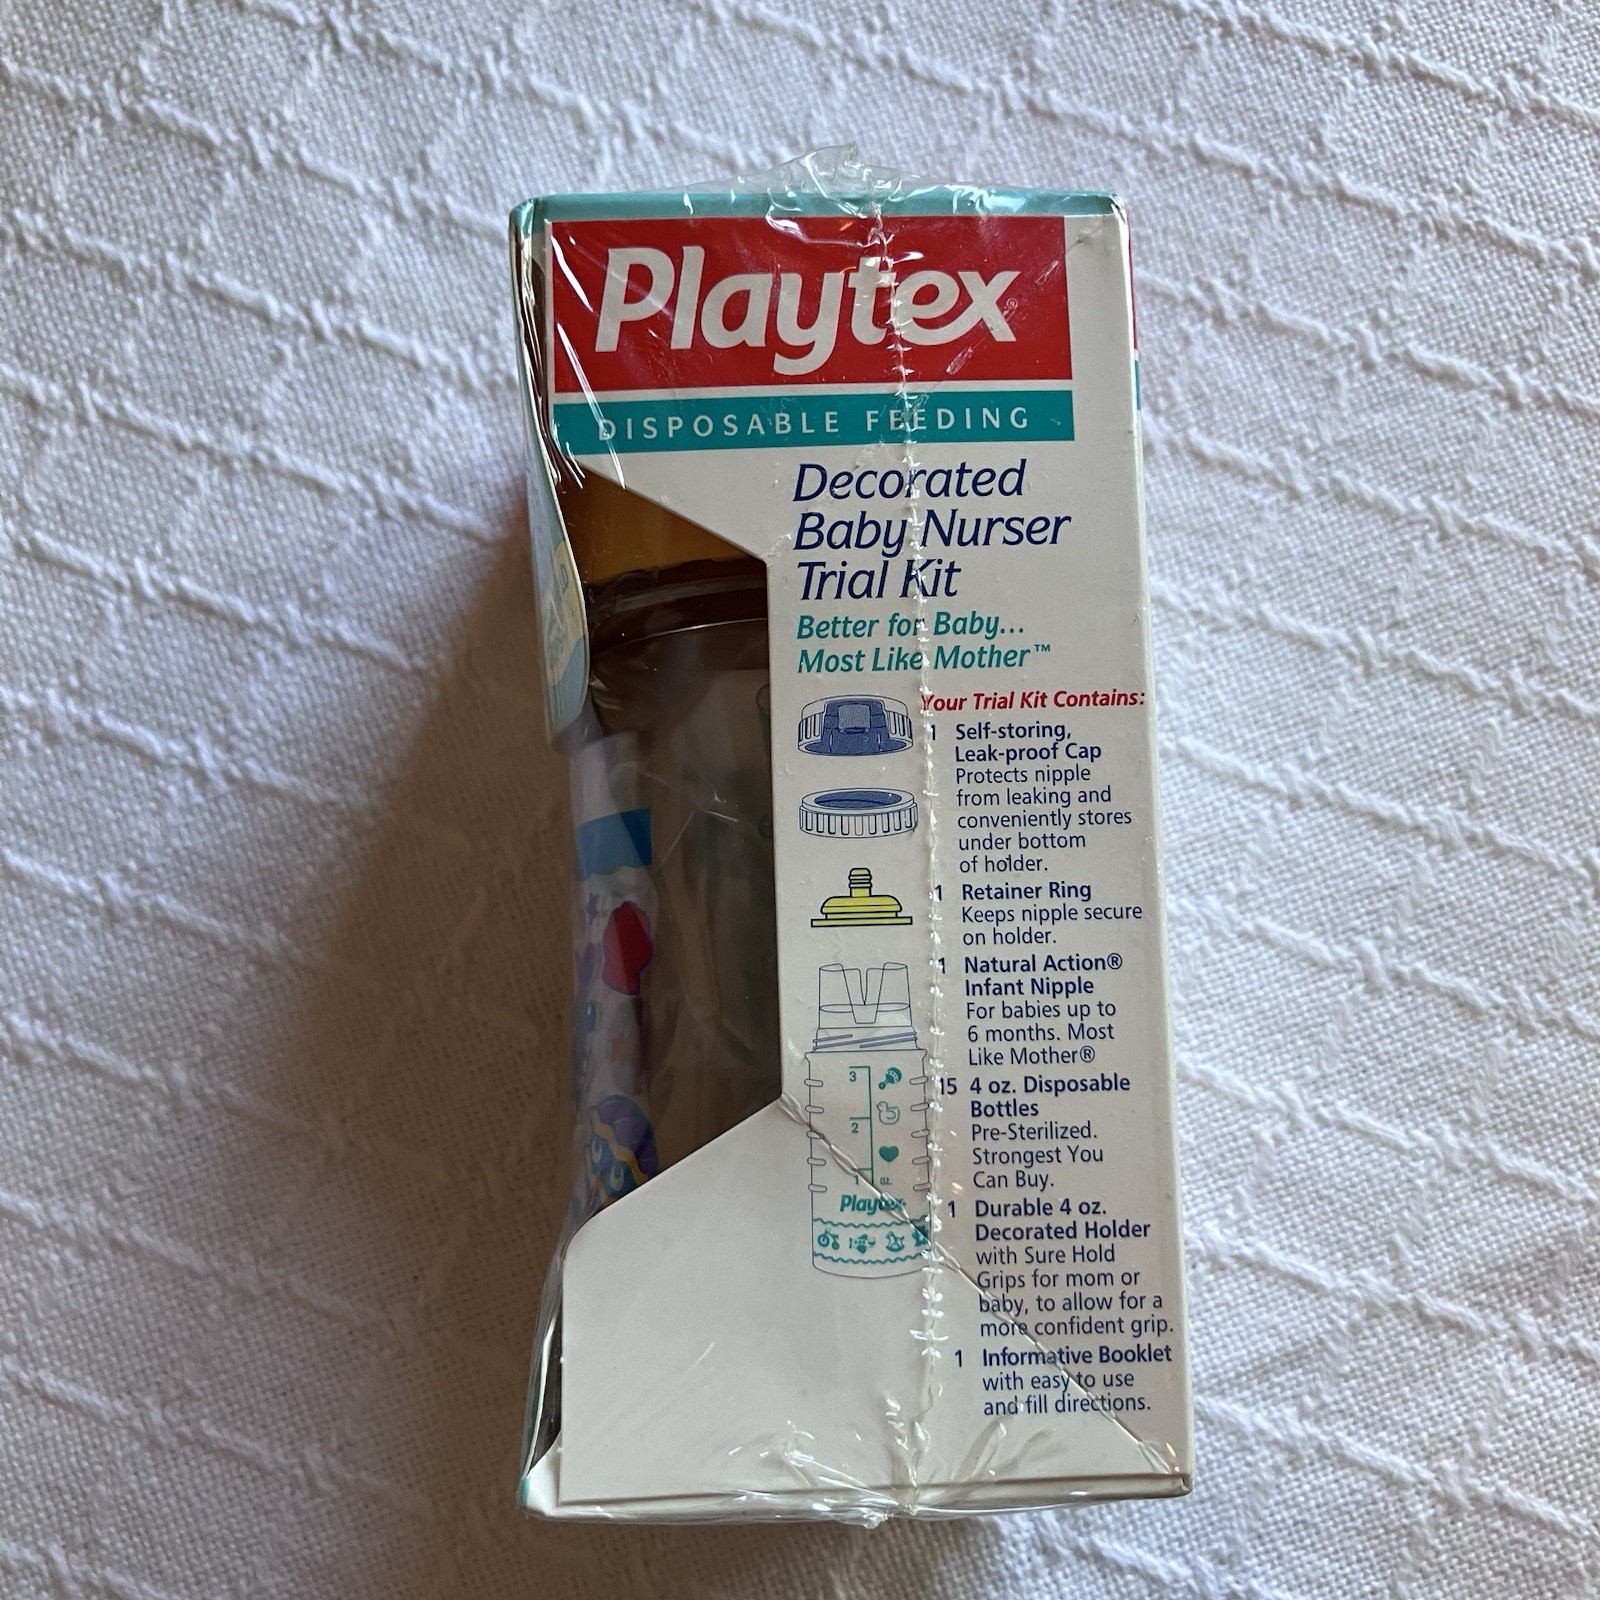 Playtex®
DISPOSABLE FEEDING
Decorated
Baby Nurser
Trial Kit
Better for Baby...
Most Like Mother™
Your Trial Kit Contains:
1 Self-storing,
Leak-proof Cap
Protects nipple
from leaking and
conveniently stores
under bottom
of holder.
1 Retainer Ring
Keeps nipple secure
on holder.
1 Natural Action®
Infant Nipple
For babies up to
6 months. Most
Like Mother®
15 4 oz. Disposable
Bottles
Pre-Sterilized.
Strongest You
Can Buy.
1 Durable 4 oz.
Decorated Holder
with Sure Hold
Grips for mom or
baby, to allow for a
more confident grip.
1 Informative Booklet
with easy to use
and fill directions.
3
2
1 OZ.
Playtex